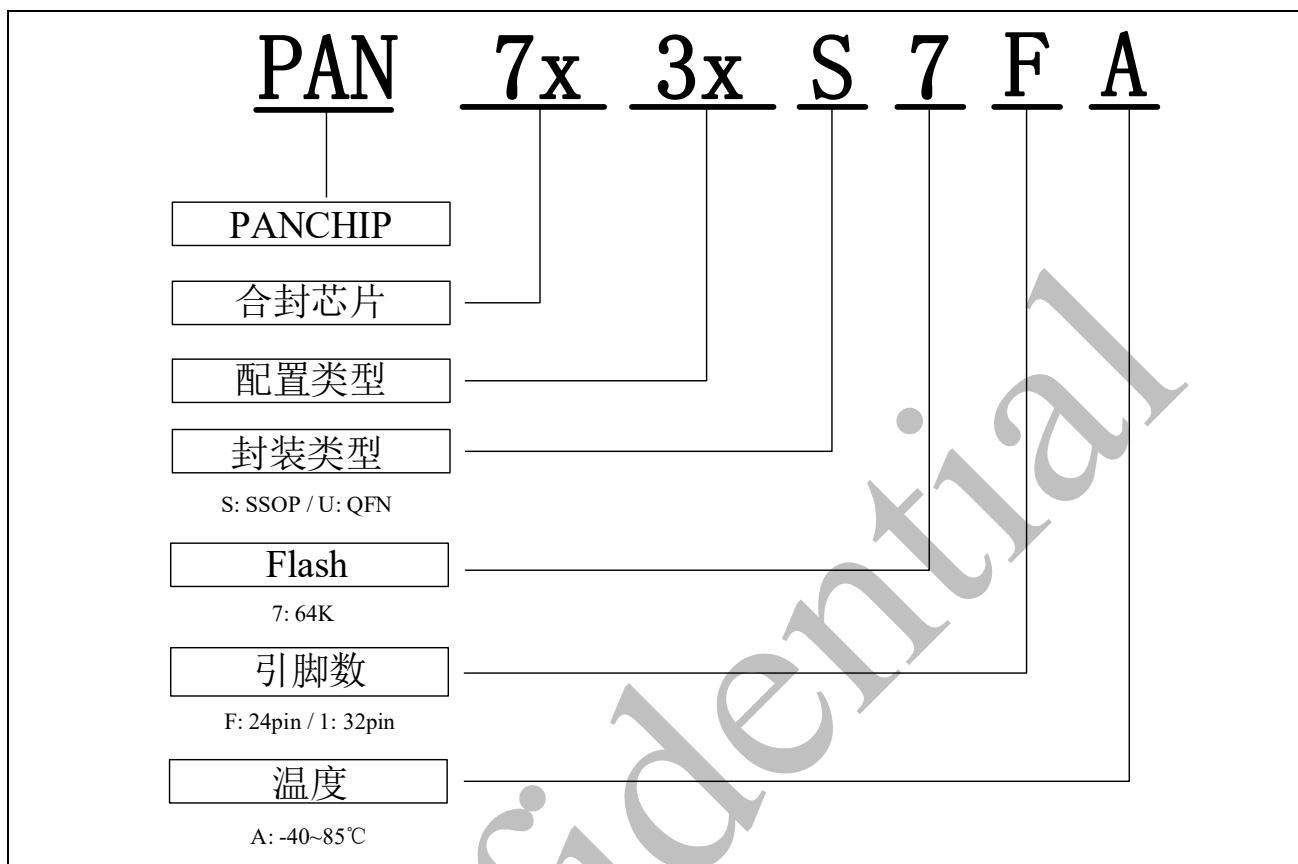 PAN 7x 3x S 7 F A
PANCHIP
合封芯片
配置类型
封装类型
S: SSOP / U: QFN
Flash
7: 64K
引脚数
F: 24pin / 1: 32pin
温度
A: -40~85℃
fidential